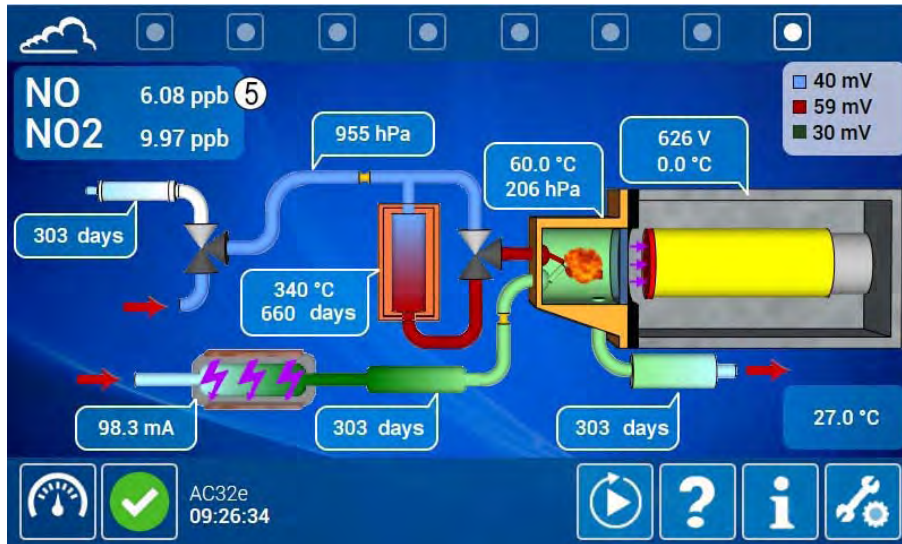 NO 6.08 ppb ⑤
NO2 9.97 ppb
40 mV
59 mV
30 mV
955 hPa
626 V
0.0 °C
60.0 °C
206 hPa
303 days
340 °C
660 days
98.3 mA
303 days
303 days
27.0 °C
AC32e
09:26:34
?
i